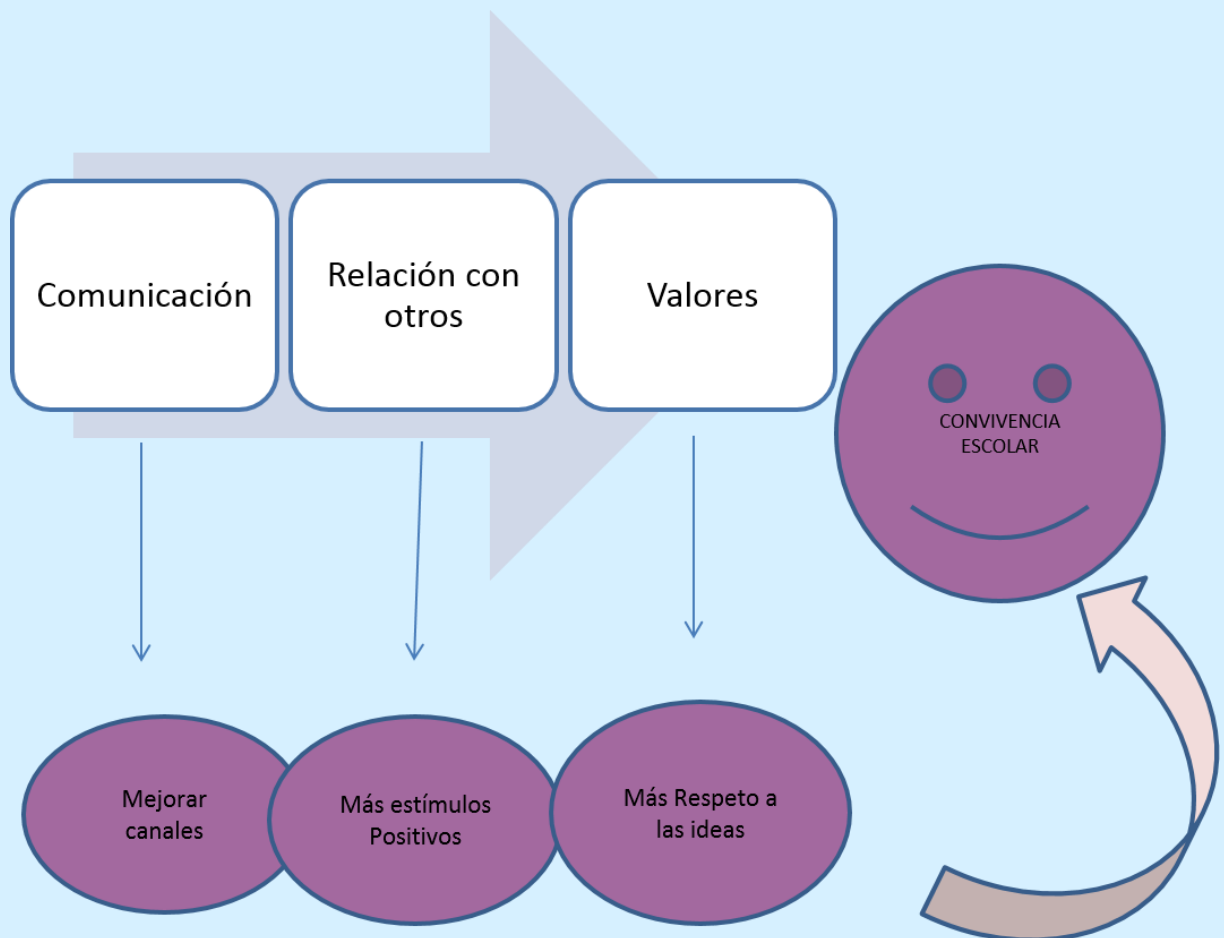 Comunicación
Relación con
otros
Valores
CONVIVENCIA
ESCOLAR
Mejorar
canales
Más estímulos
Positivos
Más Respeto a
las ideas